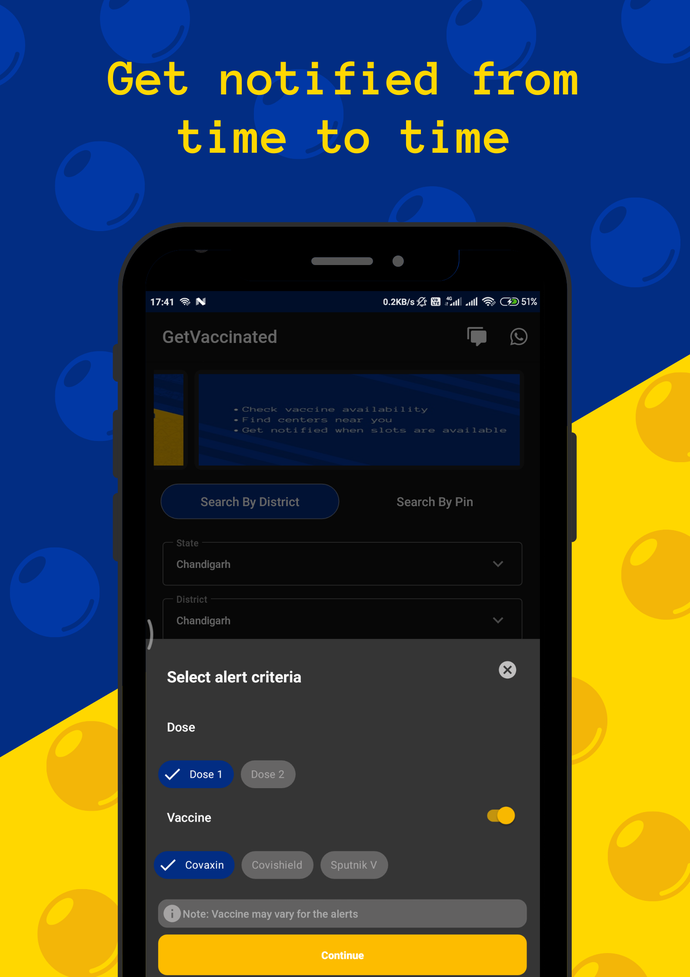 Get notified from
time to time
17:41 0.2KB/s 4G 51%
GetVaccinated
• Check vaccine availability
• Find centers near you
• Get notified when slots are available
Search By District Search By Pin
State
Chandigarh
District
Chandigarh
Select alert criteria
Dose
Dose 1 Dose 2
Vaccine
Covaxin Covishield Sputnik V
Note: Vaccine may vary for the alerts
Continue